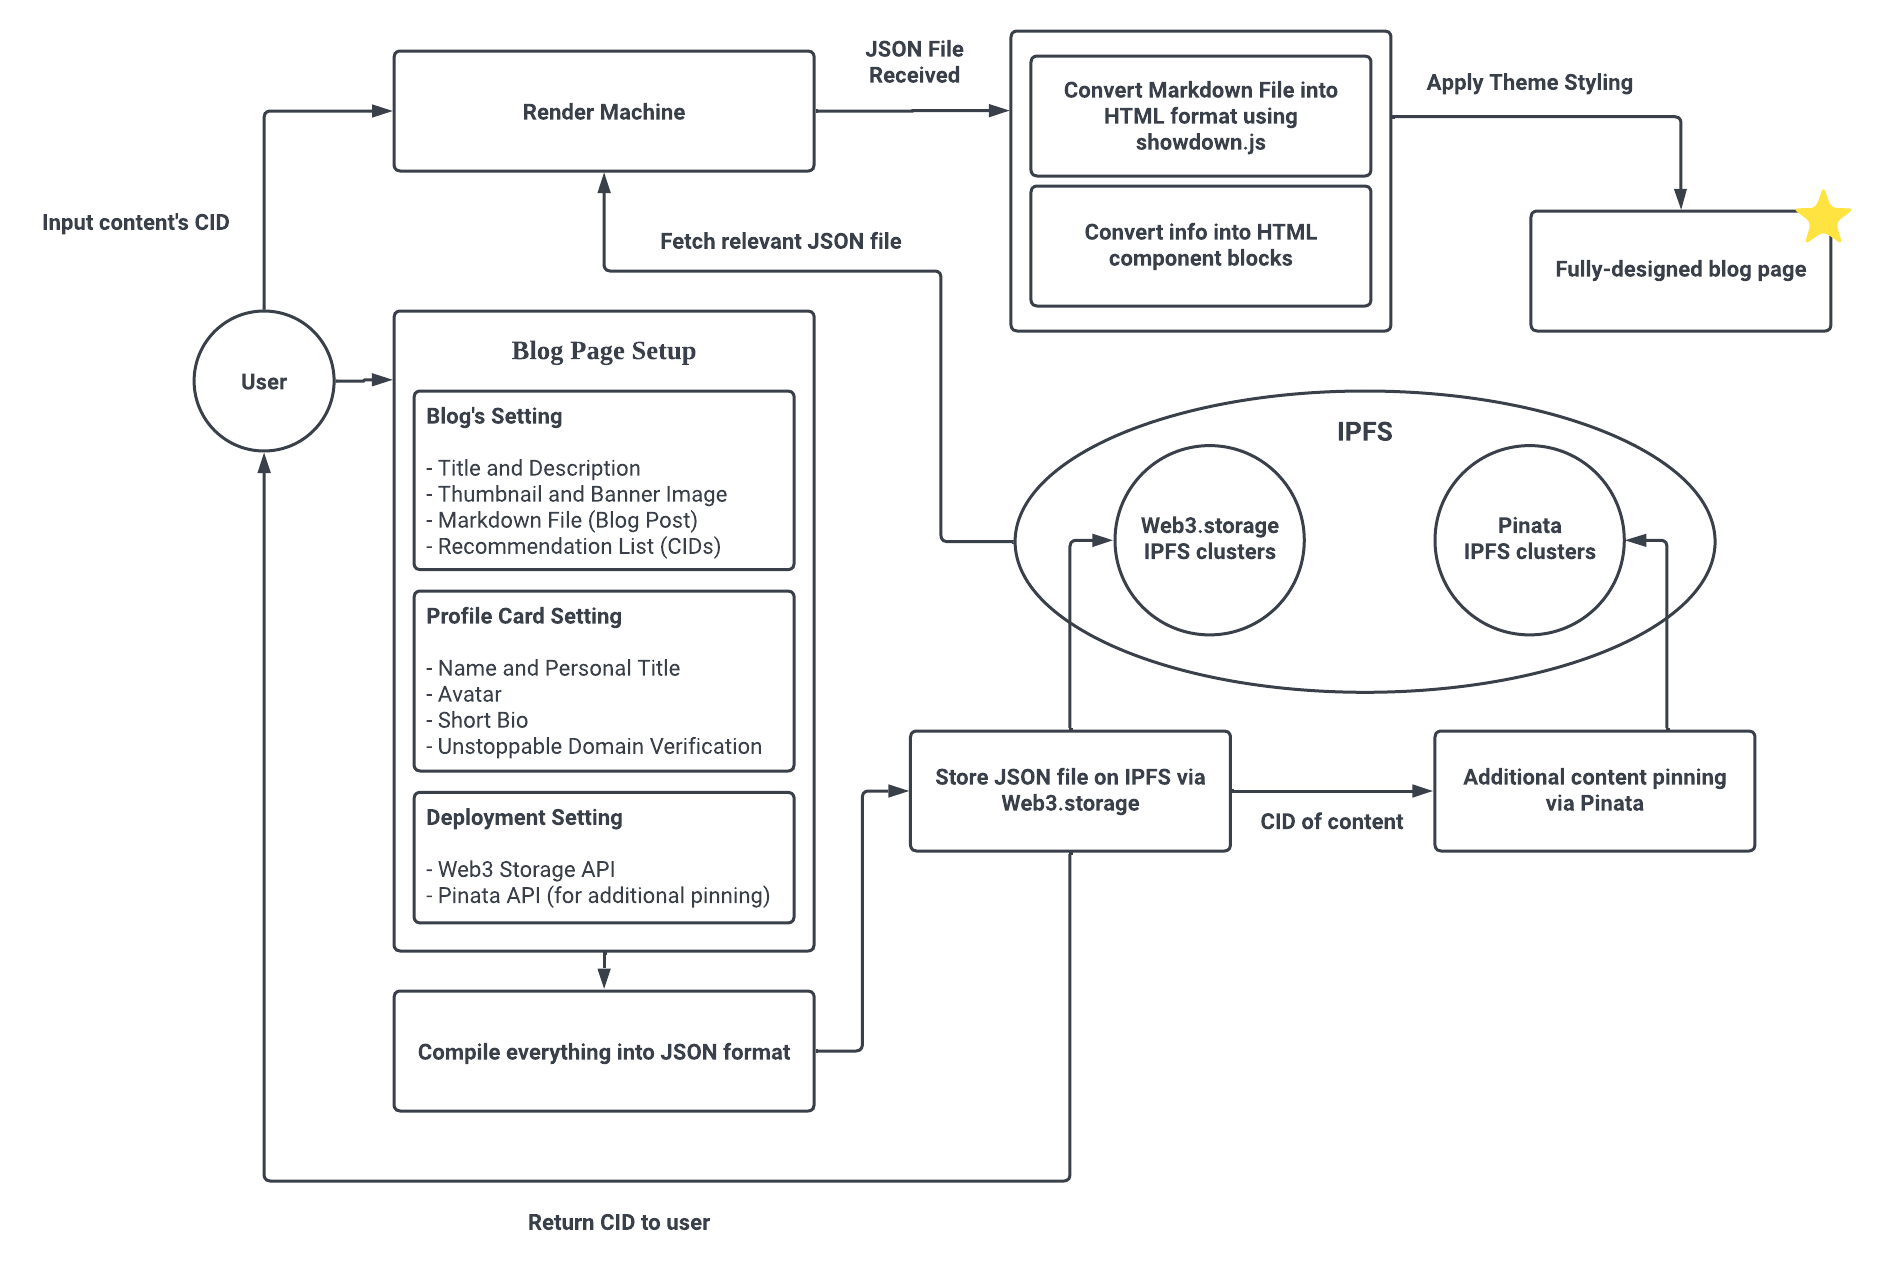 JSON File
Received
Render Machine
Convert Markdown File into
HTML format using
showdown.js
Apply Theme Styling
Input content's CID
Fetch relevant JSON file
Convert info into HTML
component blocks
Fully-designed blog page
User
Blog Page Setup
Blog's Setting
- Title and Description
- Thumbnail and Banner Image
- Markdown File (Blog Post)
- Recommendation List (CIDs)
Profile Card Setting
- Name and Personal Title
- Avatar
- Short Bio
- Unstoppable Domain Verification
Deployment Setting
- Web3 Storage API
- Pinata API (for additional pinning)
IPFS
Web3.storage
IPFS clusters
Pinata
IPFS clusters
Store JSON file on IPFS via
Web3.storage
CID of content
Additional content pinning
via Pinata
Compile everything into JSON format
Return CID to user